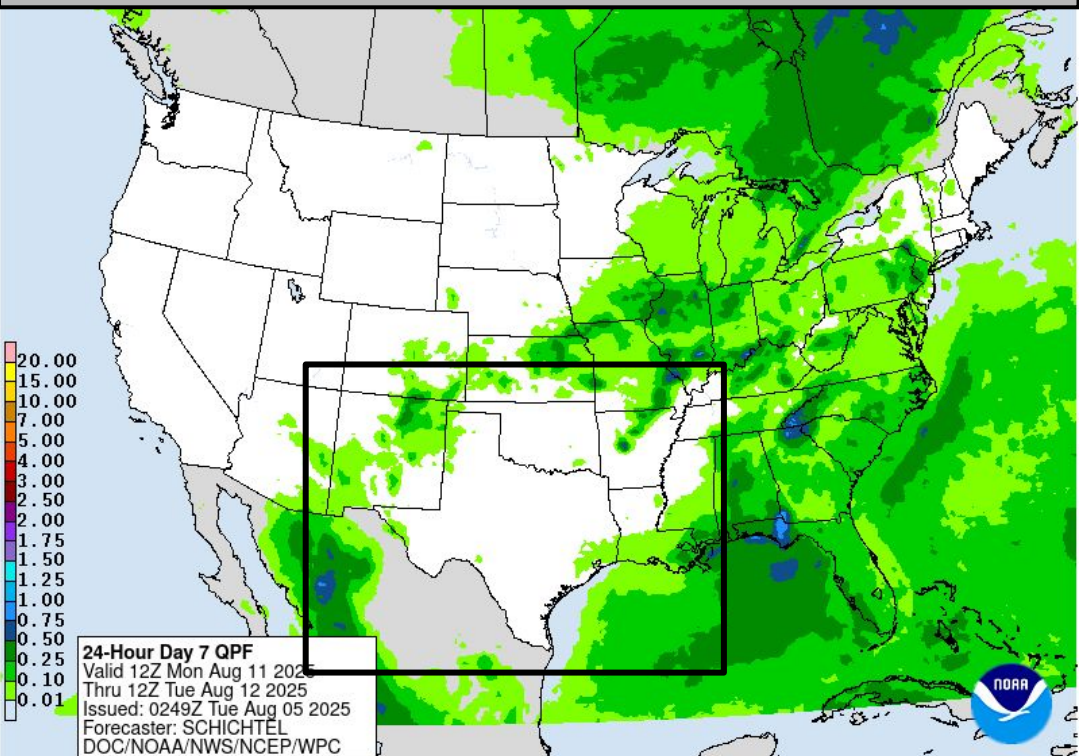 20.00
15.00
10.00
7.00
5.00
4.00
3.00
2.50
2.00
1.75
1.50
1.25
1.00
0.75
0.50
0.25
0.10
0.01
24-Hour Day 7 QPF
Valid 12Z Mon Aug 11 2025
Thru 12Z Tue Aug 12 2025
Issued: 0249Z Tue Aug 05 2025
Forecaster: SCHICHTEL
DOC/NOAA/NWS/NCEP/WPC
NOAA